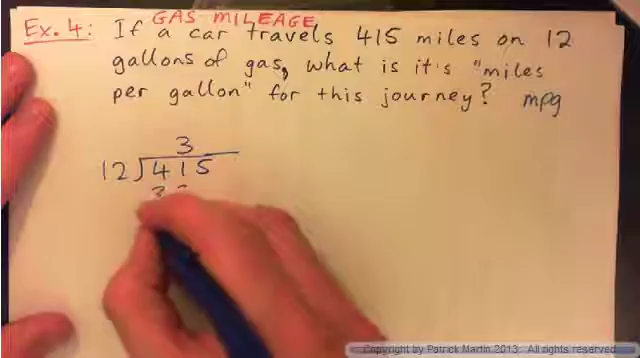 GAS MILEAGE
Ex. 4: If a car travels 415 miles on 12
gallons of gas, what is it's "miles
per gallon" for this journey? mpg
3
12 415
Copyright by Patrick Martin 2013. All rights reserved